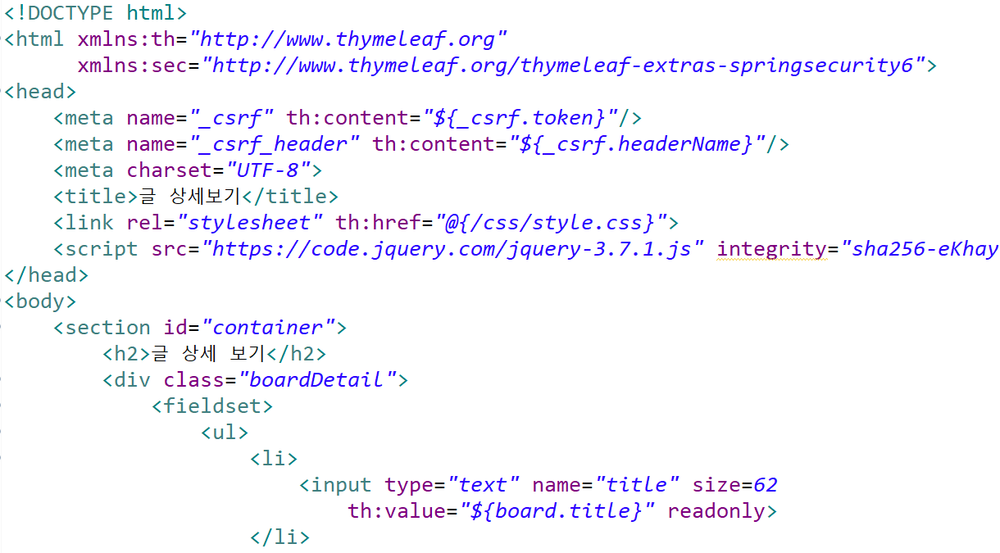 <!DOCTYPE html>
<html xmlns:th="http://www.thymeleaf.org"
      xmlns:sec="http://www.thymeleaf.org/thymeleaf-extras-springsecurity6">
<head>
    <meta name="_csrf" th:content="${_csrf.token}"/>
    <meta name="_csrf_header" th:content="${_csrf.headerName}"/>
    <meta charset="UTF-8">
    <title>글 상세보기</title>
    <link rel="stylesheet" th:href="@{/css/style.css}">
    <script src="https://code.jquery.com/jquery-3.7.1.js" integrity="sha256-eKhay
</head>
<body>
    <section id="container">
        <h2>글 상세 보기</h2>
        <div class="boardDetail">
            <fieldset>
                <ul>
                    <li>
                        <input type="text" name="title" size=62
                            th:value="${board.title}" readonly>
                    </li>